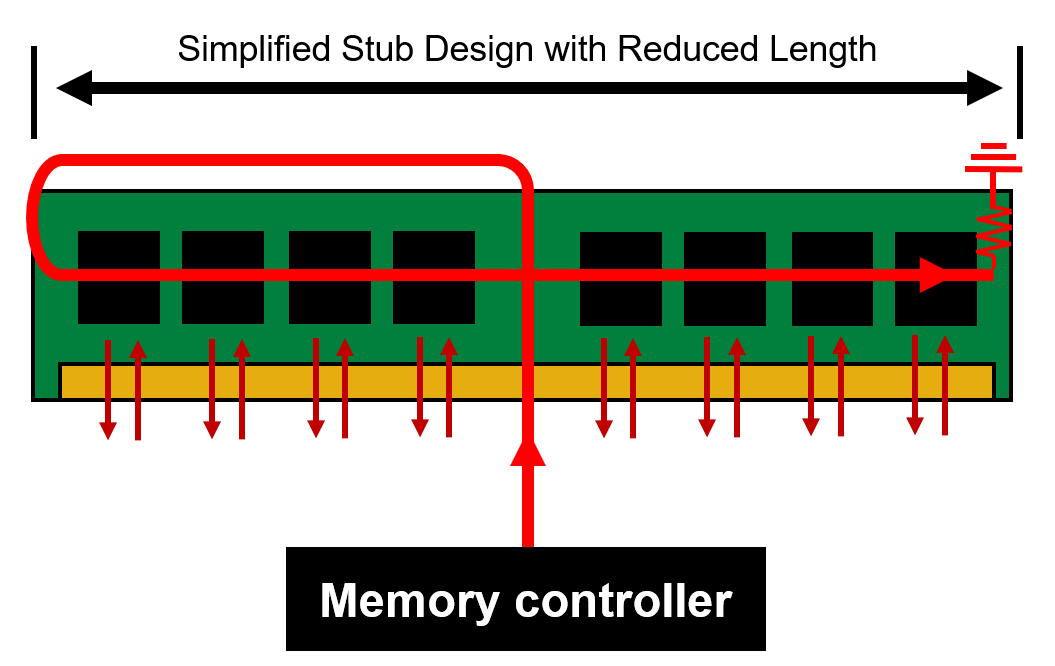 Simplified Stub Design with Reduced Length
Memory controller